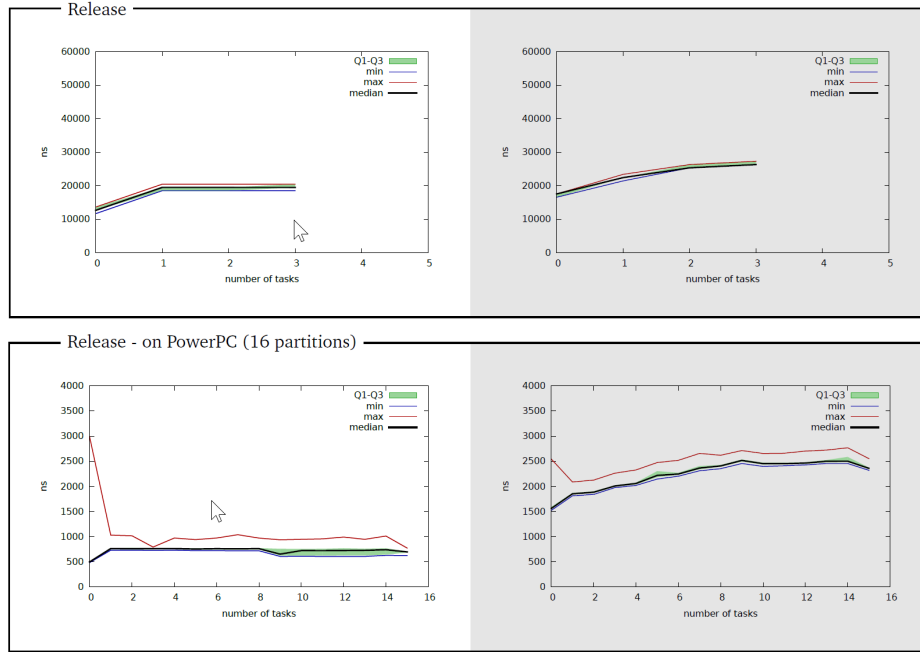 Release
60000
50000
40000
30000
20000
10000
0
ns
Q1-Q3
min
max
median
0 1 2 3 4 5
number of tasks
60000
50000
40000
30000
20000
10000
0
ns
Q1-Q3
min
max
median
0 1 2 3 4 5
number of tasks
Release - on PowerPC (16 partitions)
4000
3500
3000
2500
2000
1500
1000
500
0
ns
Q1-Q3
min
max
median
0 2 4 6 8 10 12 14 16
number of tasks
4000
3500
3000
2500
2000
1500
1000
500
0
ns
Q1-Q3
min
max
median
0 2 4 6 8 10 12 14 16
number of tasks